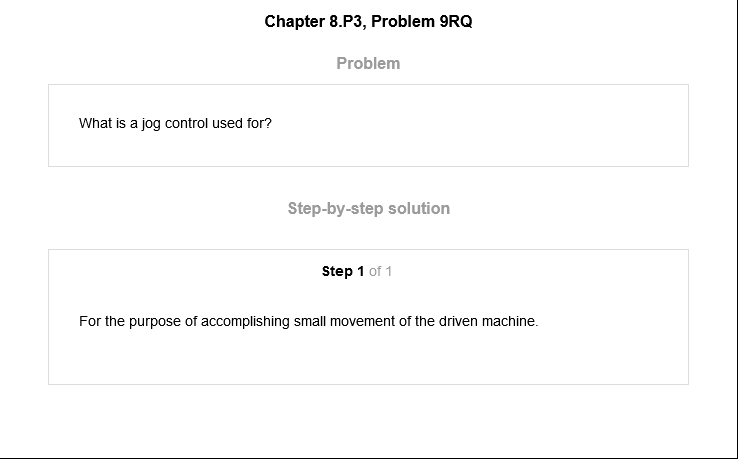 Chapter 8.P3, Problem 9RQ
Problem
What is a jog control used for?
Step-by-step solution
Step 1 of 1
For the purpose of accomplishing small movement of the driven machine.